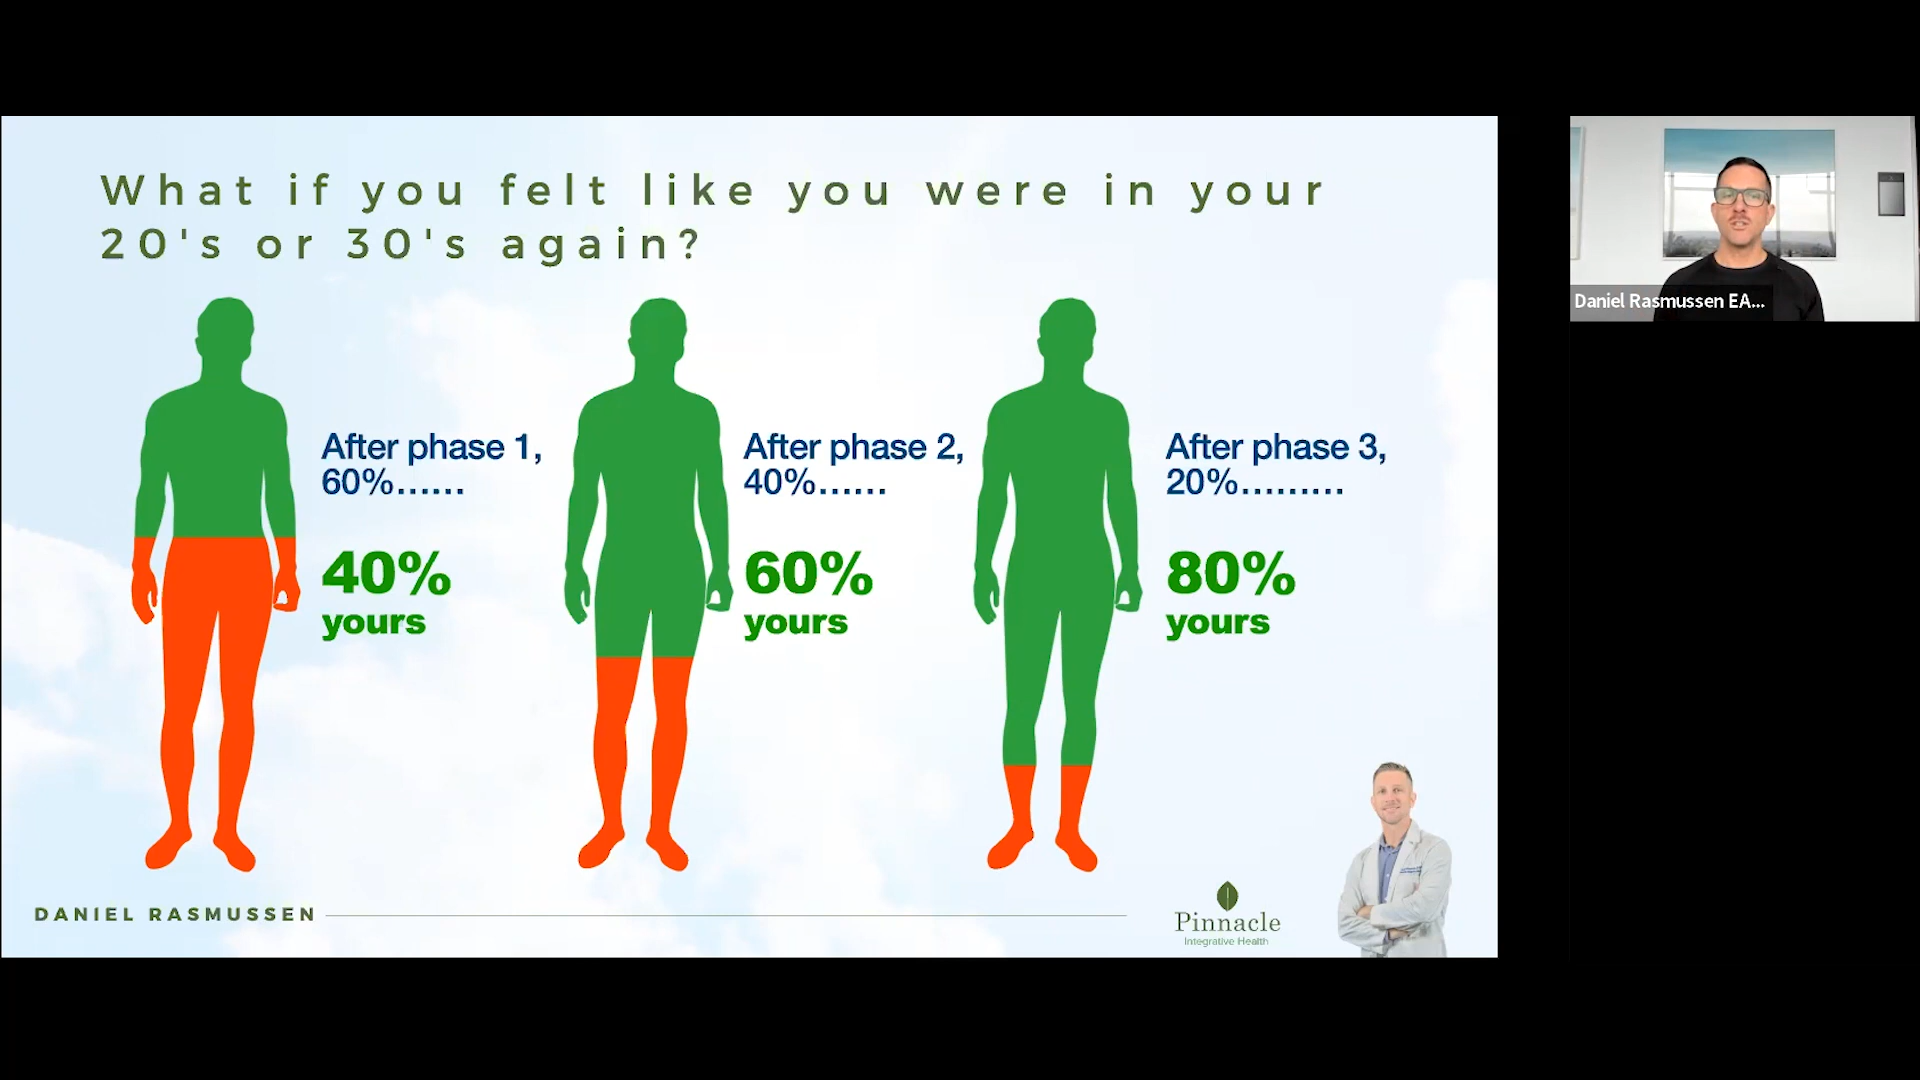 What if you felt like you were in your
20's or 30's again?
After phase 1,
60%......
40%
yours
After phase 2,
40%......
60%
yours
After phase 3,
20%.........
80%
yours
DANIEL RASMUSSEN
Pinnacle
Integrative Health
Daniel Rasmussen EA...